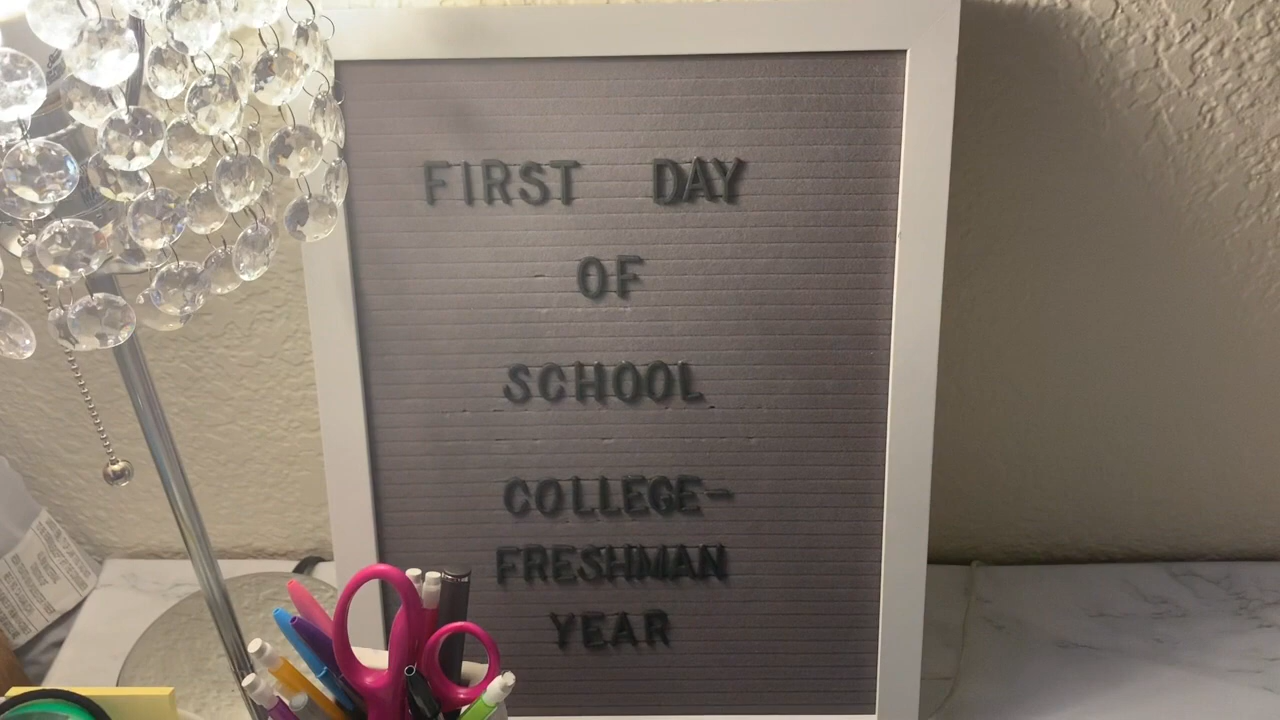 FIRST DAY
OF
SCHOOL
COLLEGE-
FRESHMAN
YEAR